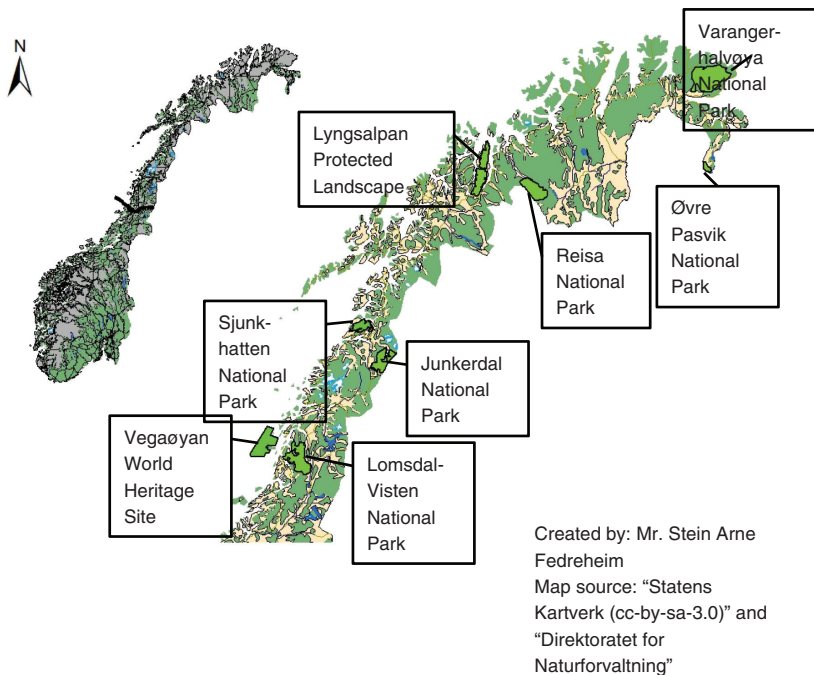 N
Varanger-
halvøya
National
Park
Lyngsalpan
Protected
Landscape
Øvre
Pasvik
National
Park
Reisa
National
Park
Sjunk-
hatten
National
Park
Junkerdal
National
Park
Vegaøyan
World
Heritage
Site
Lomsdal-
Visten
National
Park
Created by: Mr. Stein Arne
Fedreheim
Map source: “Statens
Kartverk (cc-by-sa-3.0)” and
“Direktoratet for
Naturforvaltning”